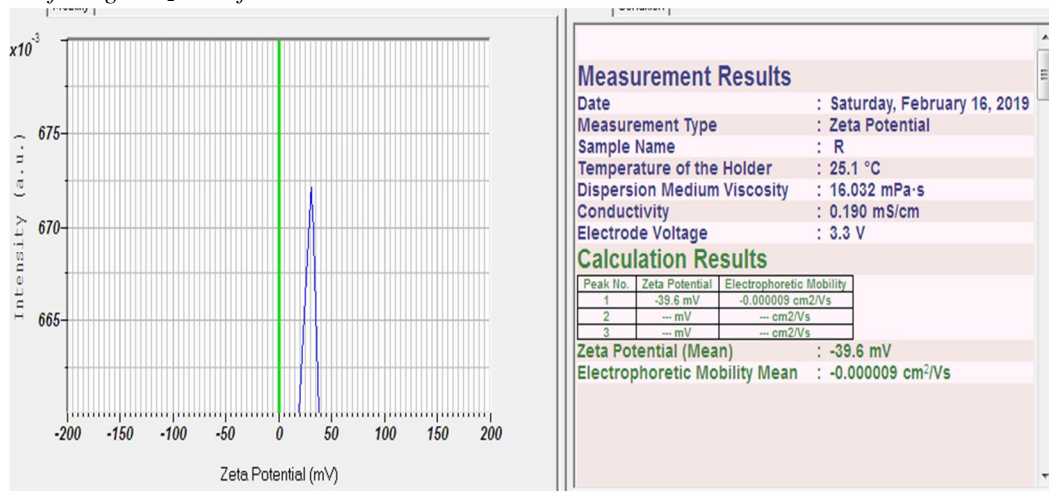 Mobility
Condition
x10-3
675
670
665
Intensity (a.u.)
-200 -150 -100 -50 0 50 100 150 200
Zeta Potential (mV)
Measurement Results
Date : Saturday, February 16, 2019
Measurement Type : Zeta Potential
Sample Name : R
Temperature of the Holder : 25.1 °C
Dispersion Medium Viscosity : 16.032 mPa·s
Conductivity : 0.190 mS/cm
Electrode Voltage : 3.3 V
Calculation Results
Peak No. Zeta Potential Electrophoretic Mobility
1 -39.6 mV -0.000009 cm2/Vs
2 --- mV --- cm2/Vs
3 --- mV --- cm2/Vs
Zeta Potential (Mean) : -39.6 mV
Electrophoretic Mobility Mean : -0.000009 cm²/Vs